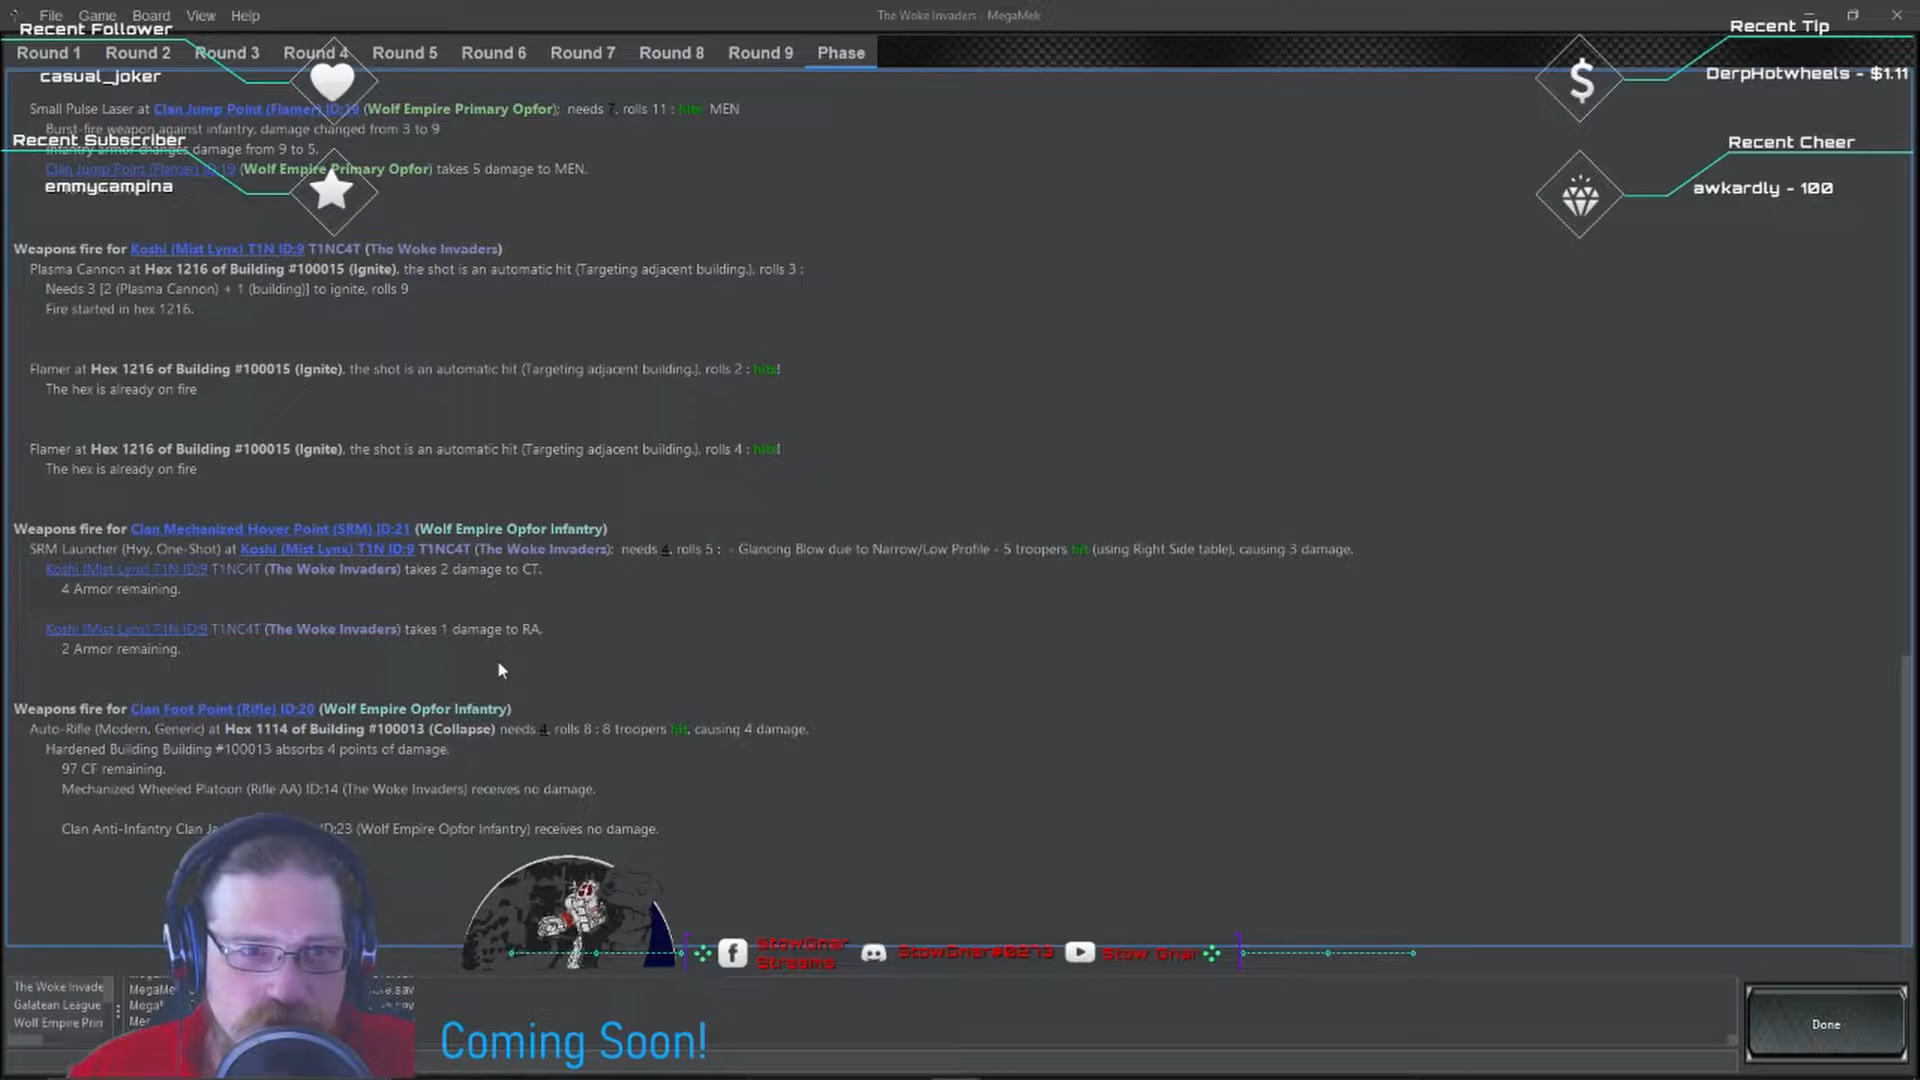 File Game Board View Help
The Woke Invaders - MegaMek
Recent Follower
Recent Tip
Round 1 Round 2 Round 3 Round 4 Round 5 Round 6 Round 7 Round 8 Round 9 Phase
casual_joker
DerpHotwheels - $1.11
Small Pulse Laser at Clan Jump Point (Flamer) ID:19 (Wolf Empire Primary Opfor); needs 7, rolls 11 : hits MEN
Burst-fire weapon against infantry, damage changed from 3 to 9
Recent Subscriber
Recent Cheer
Infantry armor changes damage from 9 to 5.
Clan Jump Point (Flamer) ID:19 (Wolf Empire Primary Opfor) takes 5 damage to MEN.
emmycampina
awkardly - 100
Weapons fire for Koshi (Mist Lynx) T1N ID:9 T1NC4T (The Woke Invaders)
Plasma Cannon at Hex 1216 of Building #100015 (Ignite), the shot is an automatic hit (Targeting adjacent building.), rolls 3 :
Needs 3 [2 (Plasma Cannon) + 1 (building)] to ignite, rolls 9
Fire started in hex 1216.
Flamer at Hex 1216 of Building #100015 (Ignite), the shot is an automatic hit (Targeting adjacent building.), rolls 2 : hits!
The hex is already on fire
Flamer at Hex 1216 of Building #100015 (Ignite), the shot is an automatic hit (Targeting adjacent building.), rolls 4 : hits!
The hex is already on fire
Weapons fire for Clan Mechanized Hover Point (SRM) ID:21 (Wolf Empire Opfor Infantry)
SRM Launcher (Hvy, One-Shot) at Koshi (Mist Lynx) T1N ID:9 T1NC4T (The Woke Invaders); needs 4, rolls 5 : - Glancing Blow due to Narrow/Low Profile - 5 troopers hit (using Right Side table), causing 3 damage.
Koshi (Mist Lynx) T1N ID:9 T1NC4T (The Woke Invaders) takes 2 damage to CT.
4 Armor remaining.
Koshi (Mist Lynx) T1N ID:9 T1NC4T (The Woke Invaders) takes 1 damage to RA.
2 Armor remaining.
Weapons fire for Clan Foot Point (Rifle) ID:20 (Wolf Empire Opfor Infantry)
Auto-Rifle (Modern, Generic) at Hex 1114 of Building #100013 (Collapse) needs 4, rolls 8 : 8 troopers hit, causing 4 damage.
Hardened Building Building #100013 absorbs 4 points of damage.
97 CF remaining.
Mechanized Wheeled Platoon (Rifle AA) ID:14 (The Woke Invaders) receives no damage.
Clan Anti-Infantry Clan ID:23 (Wolf Empire Opfor Infantry) receives no damage.
StowGnar Streams
StowGnar#0273
Stow Gnar
The Woke Invade
Galatean League
Wolf Empire Prin
Coming Soon!
Done